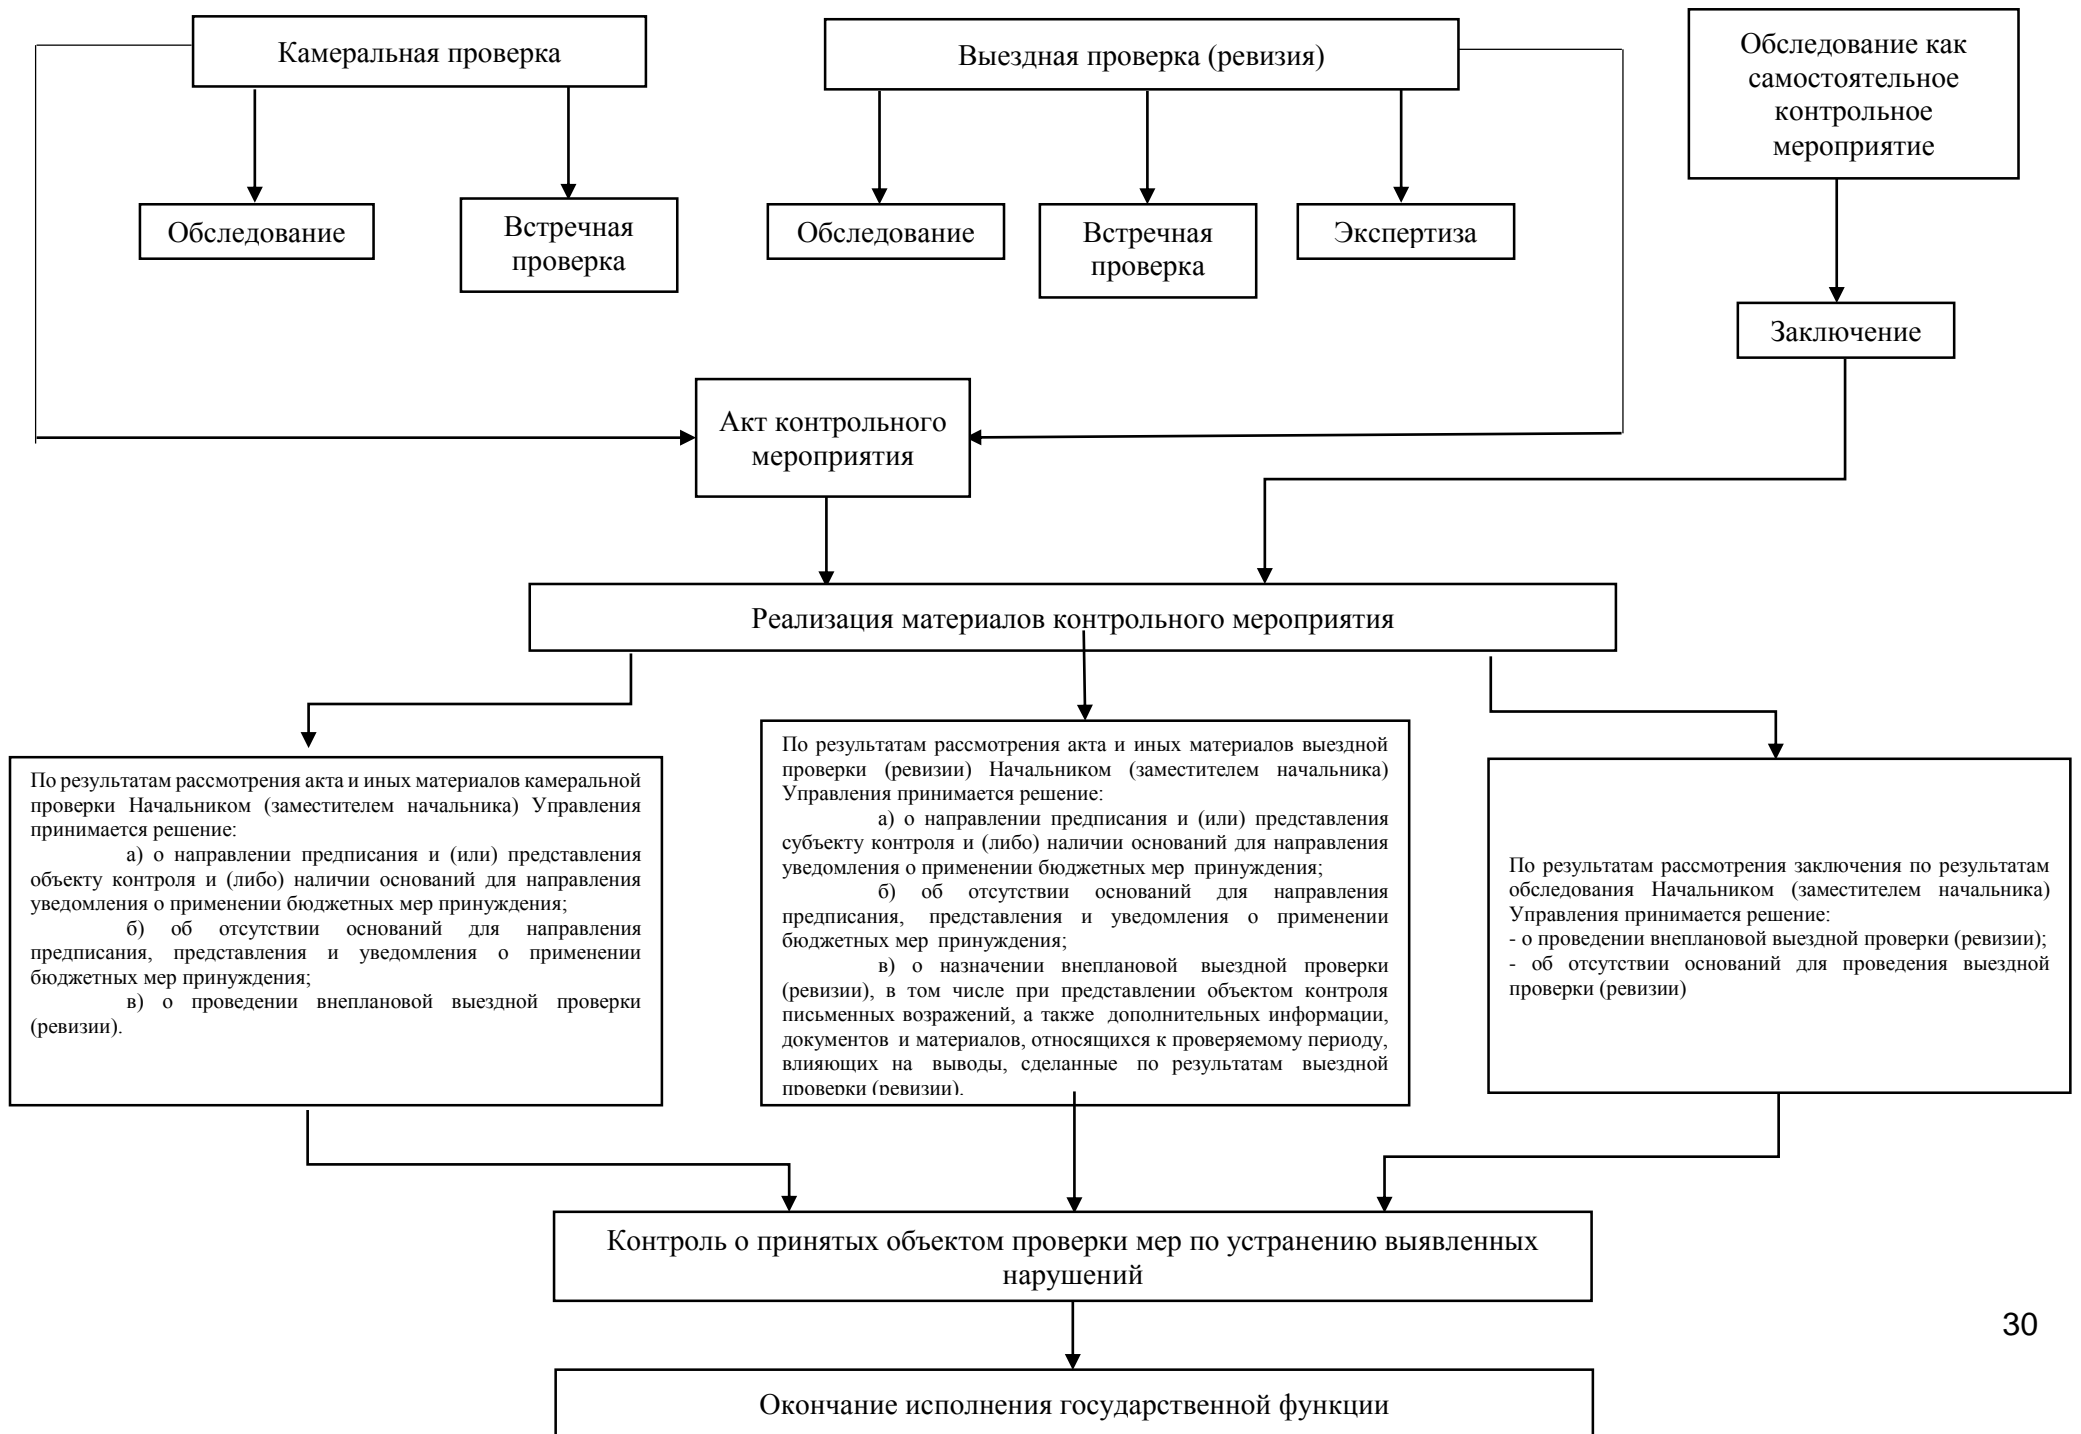 Камеральная проверка
Выездная проверка (ревизия)
Обследование как
самостоятельное
контрольное
мероприятие
Обследование
Встречная
проверка
Обследование
Встречная
проверка
Экспертиза
Заключение
Акт контрольного
мероприятия
Реализация материалов контрольного мероприятия
По результатам рассмотрения акта и иных материалов камеральной
проверки Начальником (заместителем начальника) Управления
принимается решение:
а) о направлении предписания и (или) представления
объекту контроля и (либо) наличии оснований для направления
уведомления о применении бюджетных мер принуждения;
б) об отсутствии оснований для направления
предписания, представления и уведомления о применении
бюджетных мер принуждения;
в) о проведении внеплановой выездной проверки
(ревизии).
По результатам рассмотрения акта и иных материалов выездной
проверки (ревизии) Начальником (заместителем начальника)
Управления принимается решение:
а) о направлении предписания и (или) представления
субъекту контроля и (либо) наличии оснований для направления
уведомления о применении бюджетных мер принуждения;
б) об отсутствии оснований для направления
предписания, представления и уведомления о применении
бюджетных мер принуждения;
в) о назначении внеплановой выездной проверки
(ревизии), в том числе при представлении объектом контроля
письменных возражений, а также дополнительных информации,
документов и материалов, относящихся к проверяемому периоду,
влияющих на выводы, сделанные по результатам выездной
проверки (ревизии).
По результатам рассмотрения заключения по результатам
обследования Начальником (заместителем начальника)
Управления принимается решение:
- о проведении внеплановой выездной проверки (ревизии);
- об отсутствии оснований для проведения выездной
проверки (ревизии)
Контроль о принятых объектом проверки мер по устранению выявленных
нарушений
30
Окончание исполнения государственной функции